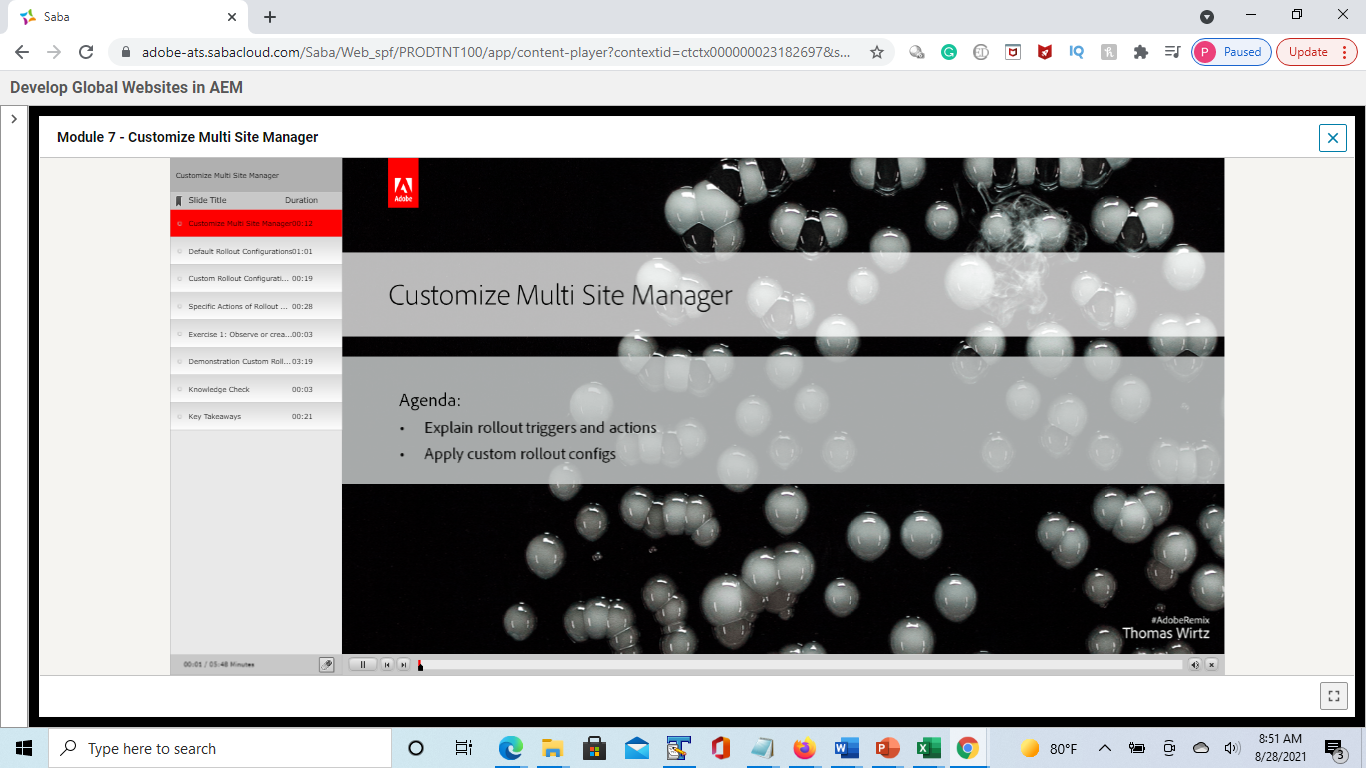 Saba
adobe-ats.sabacloud.com/Saba/Web_spf/PRODTNT100/app/content-player?contextid=ctctx0000000023182697&s...
P Paused
Update
Develop Global Websites in AEM
Module 7 - Customize Multi Site Manager
Customize Multi Site Manager
Slide Title Duration
Customize Multi Site Manager 00:12
Default Rollout Configurations 01:01
Custom Rollout Configurati... 00:19
Specific Actions of Rollout ... 00:28
Exercise 1: Observe or crea... 00:03
Demonstration Custom Roll... 03:19
Knowledge Check 00:03
Key Takeaways 00:21
Adobe
Customize Multi Site Manager
Agenda:
• Explain rollout triggers and actions
• Apply custom rollout configs
#AdobeRemix
Thomas Wirtz
00:01 / 05:48 Minutes
Type here to search
80°F
8:51 AM
8/28/2021
3